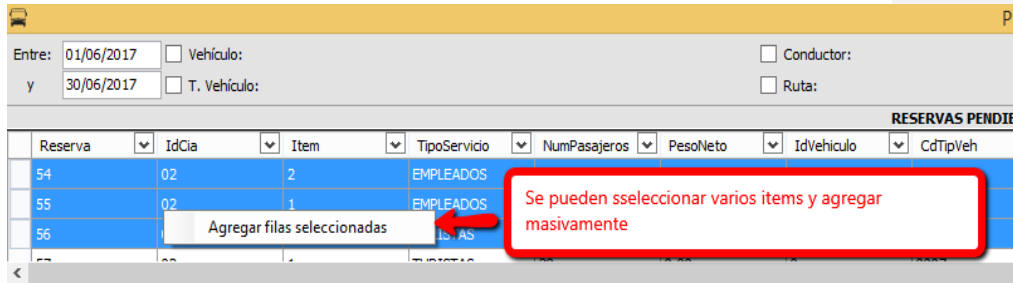 P
Entre: 01/06/2017 Vehículo: Conductor:
y 30/06/2017 T. Vehículo: Ruta:
RESERVAS PENDIE
Reserva IdCia Item TipoServicio NumPasajeros PesoNeto IdVehiculo CdTipVeh
54 02 2 EMPLEADOS
55 02 1 EMPLEADOS
Se pueden sseleccionar varios items y agregar
masivamente
Agregar filas seleccionadas
56